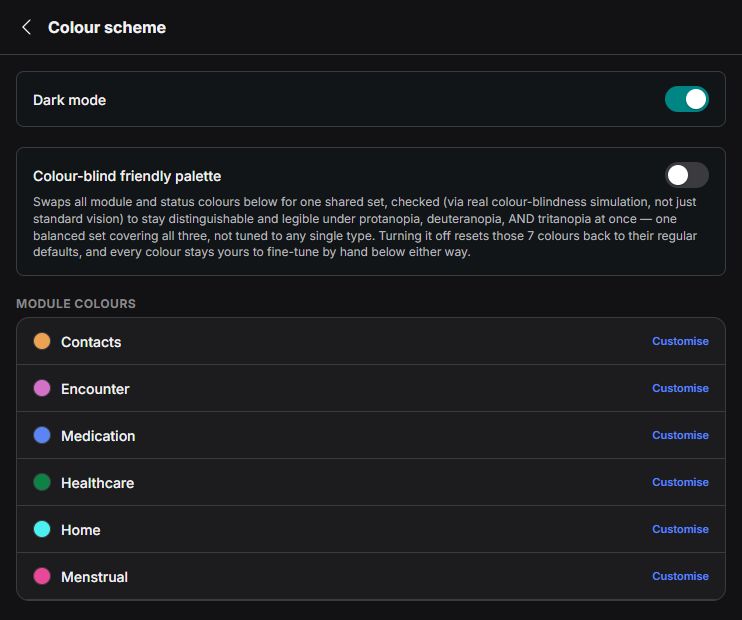 Colour scheme
Dark mode
Colour-blind friendly palette
Swaps all module and status colours below for one shared set, checked (via real colour-blindness simulation, not just
standard vision) to stay distinguishable and legible under protanopia, deuteranopia, AND tritanopia at once — one
balanced set covering all three, not tuned to any single type. Turning it off resets those 7 colours back to their regular
defaults, and every colour stays yours to fine-tune by hand below either way.
MODULE COLOURS
Contacts Customise
Encounter Customise
Medication Customise
Healthcare Customise
Home Customise
Menstrual Customise